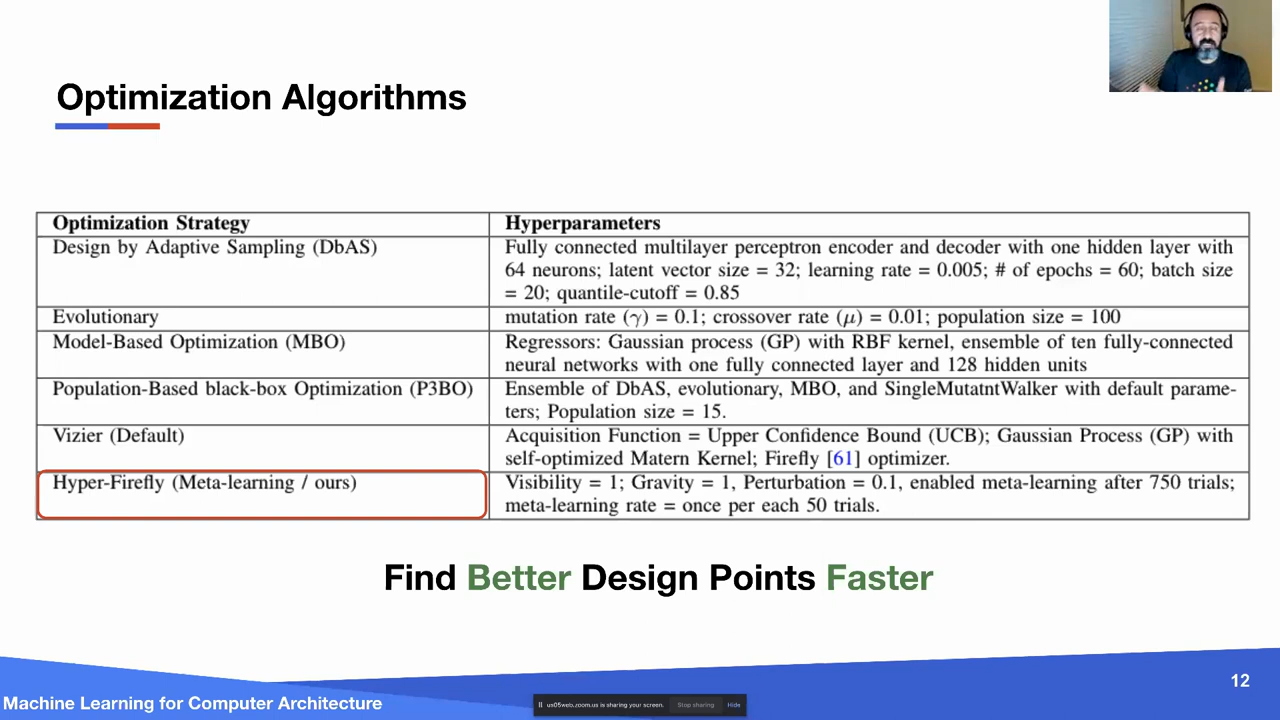 Optimization Algorithms
Optimization Strategy
Hyperparameters
Design by Adaptive Sampling (DbAS)
Fully connected multilayer perceptron encoder and decoder with one hidden layer with
64 neurons; latent vector size = 32; learning rate = 0.005; # of epochs = 60; batch size
= 20; quantile-cutoff = 0.85
Evolutionary
mutation rate (γ) = 0.1; crossover rate (μ) = 0.01; population size = 100
Model-Based Optimization (MBO)
Regressors: Gaussian process (GP) with RBF kernel, ensemble of ten fully-connected
neural networks with one fully connected layer and 128 hidden units
Population-Based black-box Optimization (P3BO)
Ensemble of DbAS, evolutionary, MBO, and SingleMutatntWalker with default parame-
ters; Population size = 15.
Vizier (Default)
Acquisition Function = Upper Confidence Bound (UCB); Gaussian Process (GP) with
self-optimized Matern Kernel; Firefly [61] optimizer.
Hyper-Firefly (Meta-learning / ours)
Visibility = 1; Gravity = 1, Perturbation = 0.1, enabled meta-learning after 750 trials;
meta-learning rate = once per each 50 trials.
Find Better Design Points Faster
12
Machine Learning for Computer Architecture
us05web.zoom.us is sharing your screen. Stop sharing Hide